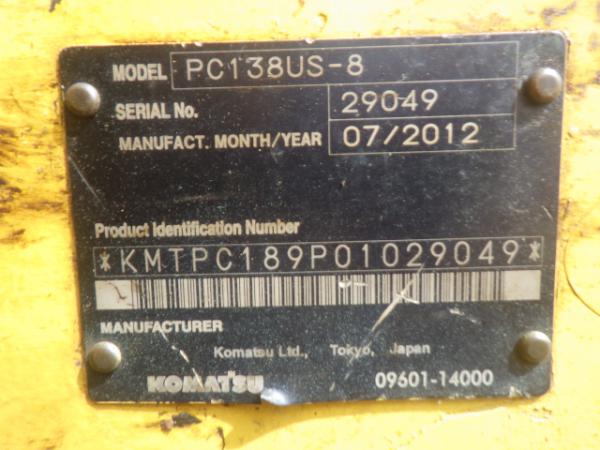 MODEL PC138US-8
SERIAL No. 29049
MANUFACT. MONTH/YEAR 07/2012
Product Identification Number
*KMTPC189P01029049*
MANUFACTURER
Komatsu Ltd., Tokyo, Japan
KOMATSU 09601-14000